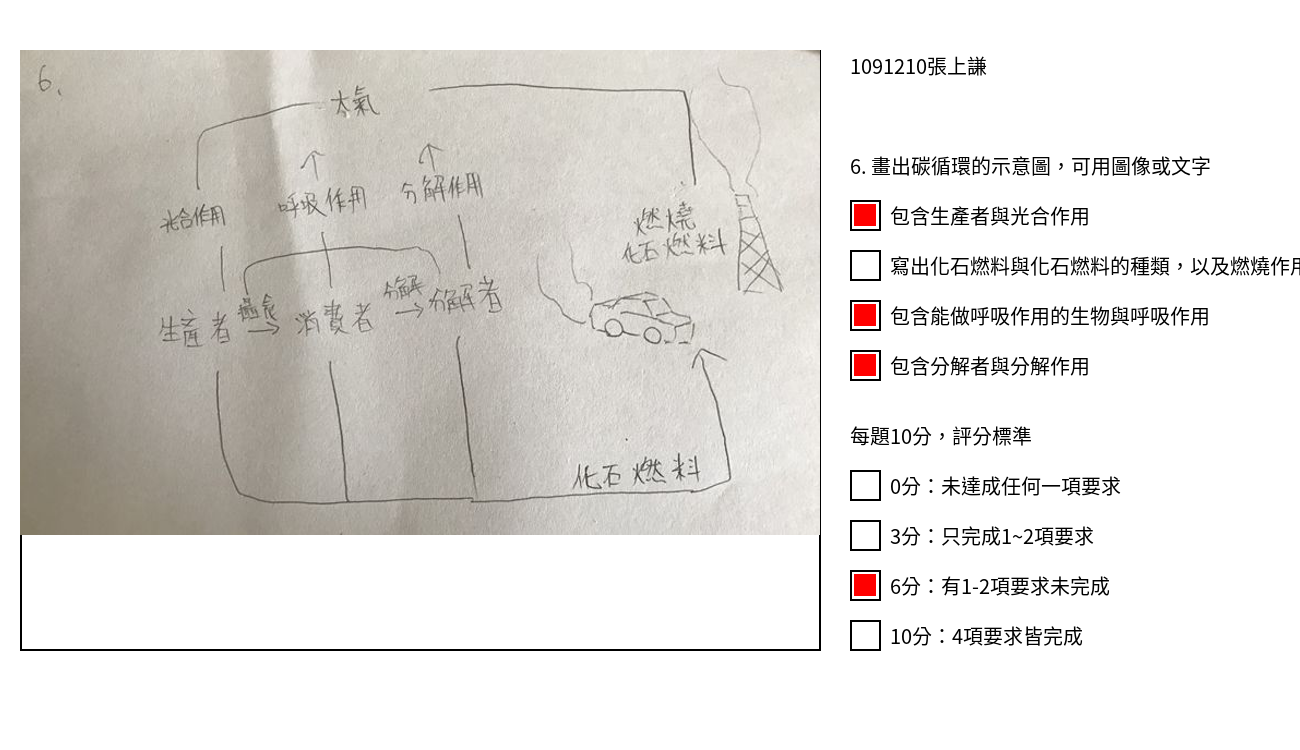 6.
大氣
光合作用
呼吸作用
分解作用
燃燒
化石燃料
生產者
攝食
消費者
分解
分解者
化石燃料
1091210張上謙
6. 畫出碳循環的示意圖，可用圖像或文字
包含生產者與光合作用
寫出化石燃料與化石燃料的種類，以及燃燒作用
包含能做呼吸作用的生物與呼吸作用
包含分解者與分解作用
每題10分，評分標準
0分：未達成任何一項要求
3分：只完成1~2項要求
6分：有1-2項要求未完成
10分：4項要求皆完成